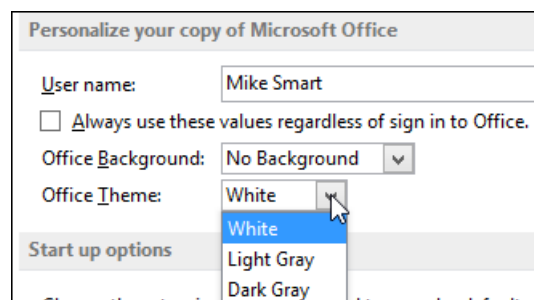 Personalize your copy of Microsoft Office
User name: Mike Smart
Always use these values regardless of sign in to Office.
Office Background: No Background
Office Theme: White
White
Start up options
Light Gray
Dark Gray